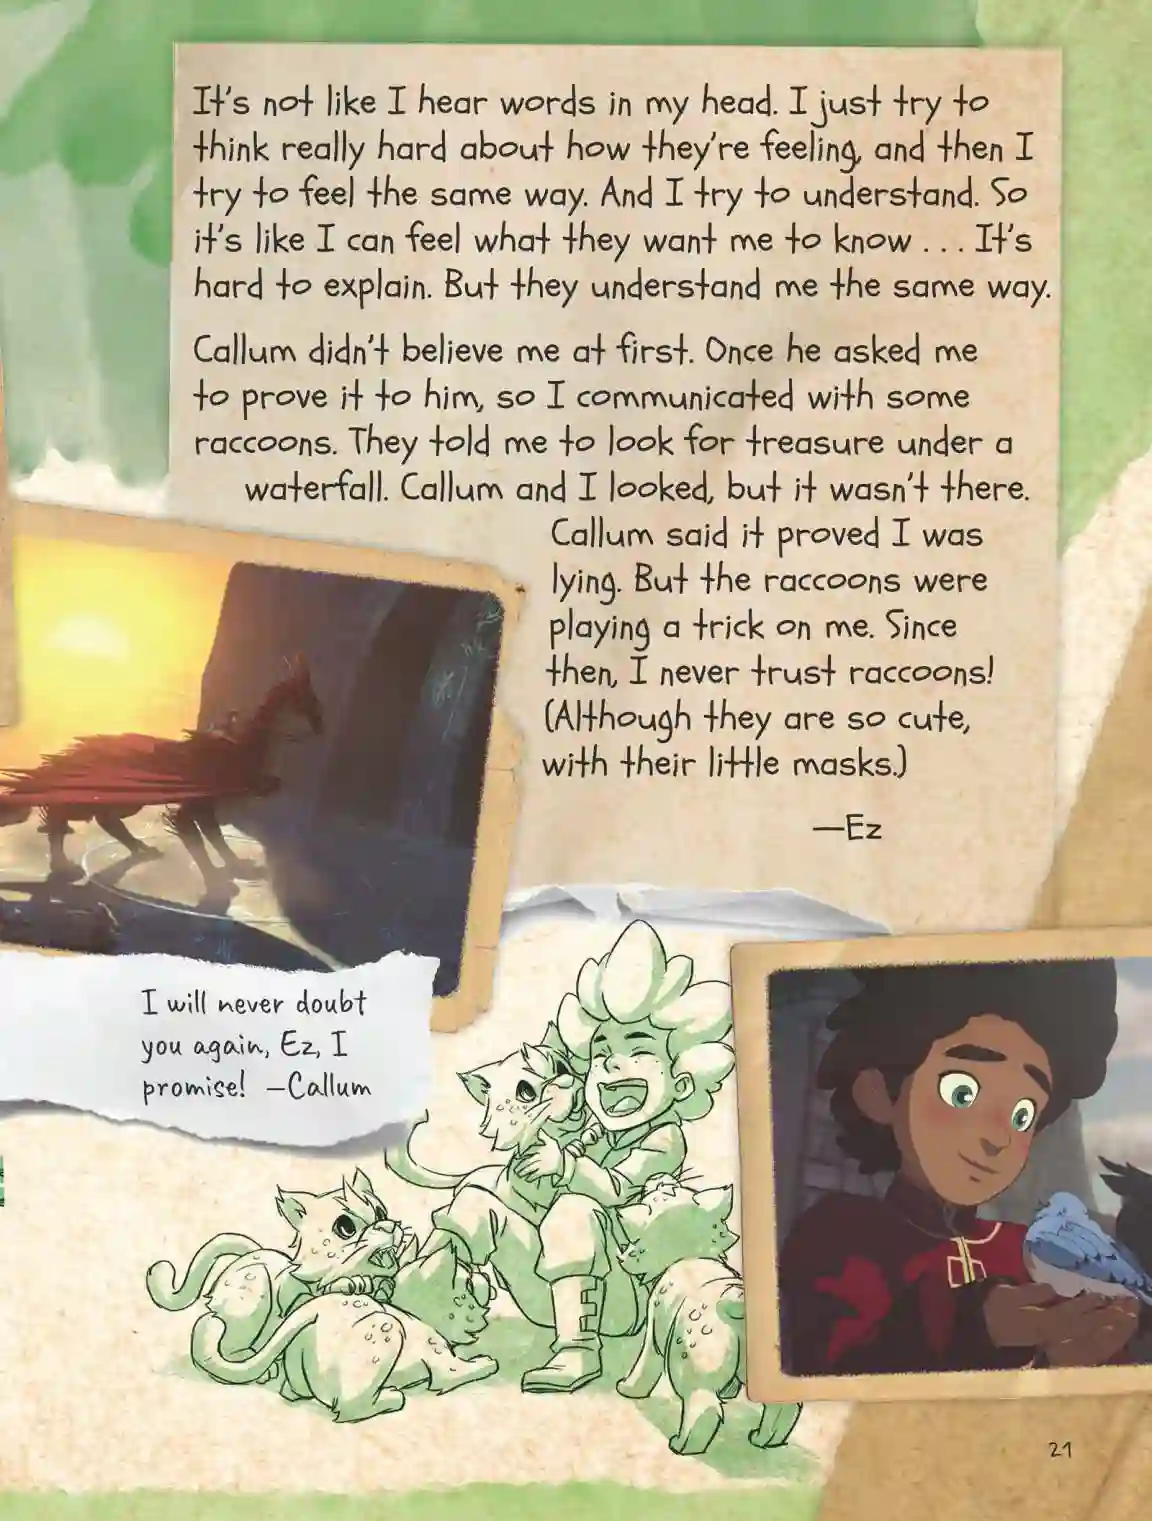 It's not like I hear words in my head. I just try to
think really hard about how they're feeling, and then I
try to feel the same way. And I try to understand. So
it's like I can feel what they want me to know . . . It's
hard to explain. But they understand me the same way.
Callum didn't believe me at first. Once he asked me
to prove it to him, so I communicated with some
raccoons. They told me to look for treasure under a
waterfall. Callum and I looked, but it wasn't there.
Callum said it proved I was
lying. But the raccoons were
playing a trick on me. Since
then, I never trust raccoons!
(Although they are so cute,
with their little masks.)
—Ez
I will never doubt
you again, Ez, I
promise! —Callum
21